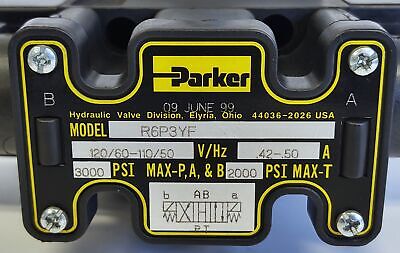 Parker
09 JUNE 99
Hydraulic Valve Division, Elyria, Ohio 44036-2026 USA
B A
MODEL R6P3YF
120/60-110/50 V/Hz .42-.50 A
3000 PSI MAX-P,A, & B 2000 PSI MAX-T
b AB a
PT